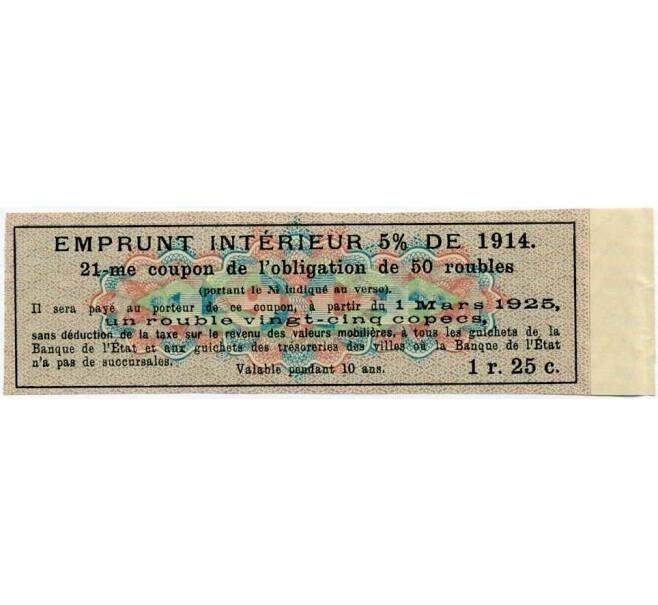 EMPRUNT INTÉRIEUR 5% DE 1914.
21-me coupon de l'obligation de 50 roubles
(portant le № indiqué au verso).
Il sera payé au porteur de ce coupon, à partir du 1 Mars 1925,
un rouble vingt-cinq copecs,
sans déduction de la taxe sur le revenu des valeurs mobilières, à tous les guichets de la
Banque de l'État et aux guichets des trésoreries des villes où la Banque de l'État
n'a pas de succursales. Valable pendant 10 ans. 1 r. 25 c.